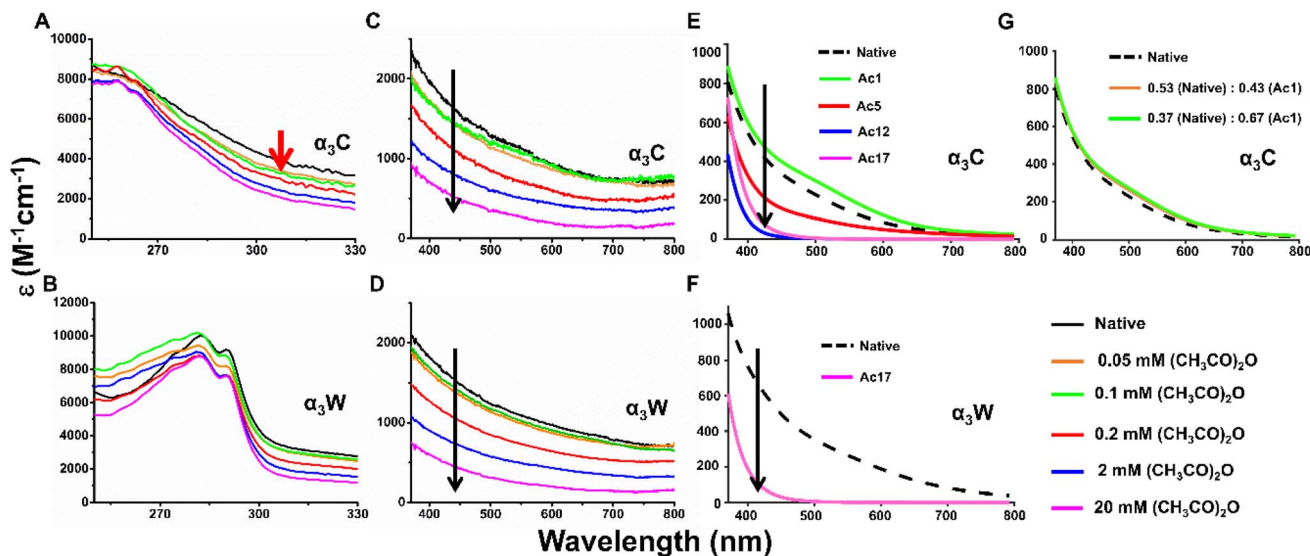 A
C
E
G
10000
8000
6000
4000
2000
0
α₃C
270
300
330
2000
1000
0
α₃C
400
500
600
700
800
1000
800
600
400
200
0
Native
Ac1
Ac5
Ac12
Ac17
α₃C
400
500
600
700
800
1000
800
600
400
200
0
Native
0.53 (Native) : 0.43 (Ac1)
0.37 (Native) : 0.67 (Ac1)
α₃C
400
500
600
700
800
ε (M⁻¹cm⁻¹)
B
D
F
12000
10000
8000
6000
4000
2000
0
α₃W
270
300
330
2000
1000
0
α₃W
400
500
600
700
800
1000
800
600
400
200
0
Native
Ac17
α₃W
400
500
600
700
800
Native
0.05 mM (CH₃CO)₂O
0.1 mM (CH₃CO)₂O
0.2 mM (CH₃CO)₂O
2 mM (CH₃CO)₂O
20 mM (CH₃CO)₂O
Wavelength (nm)